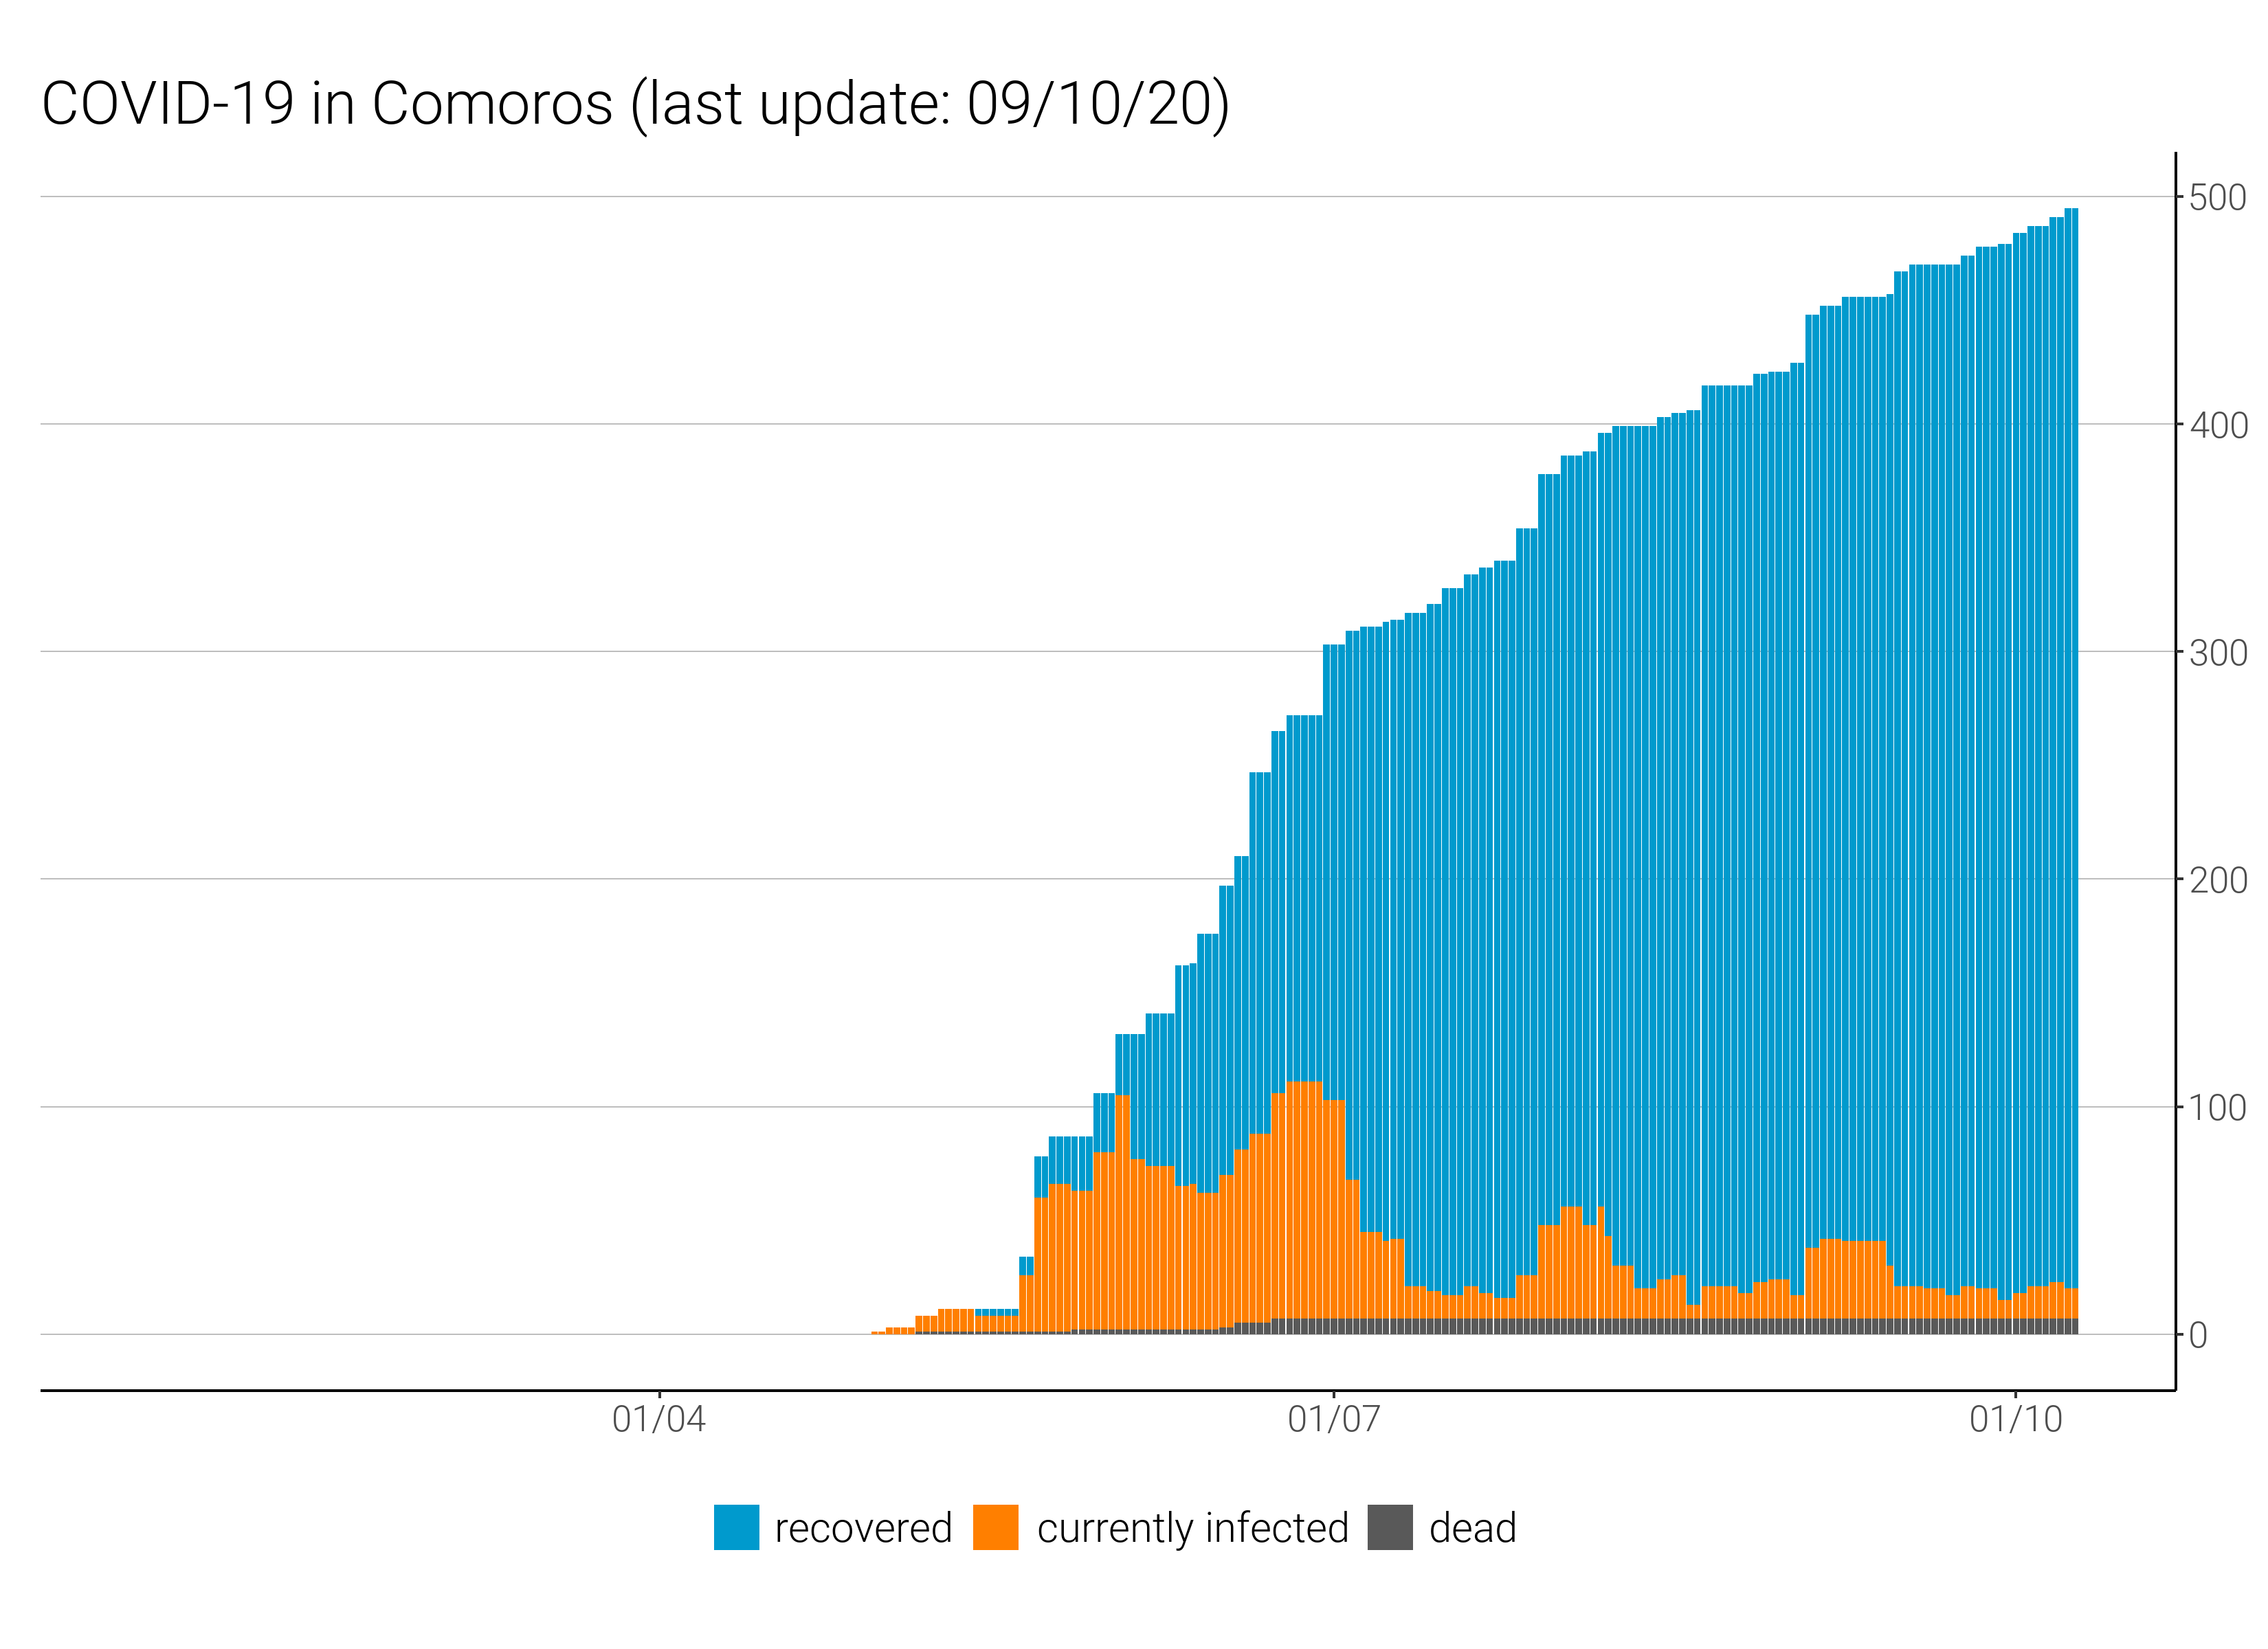 COVID-19 in Comoros (last update: 09/10/20)
500
400
300
200
100
0
01/04 01/07 01/10
recovered currently infected dead